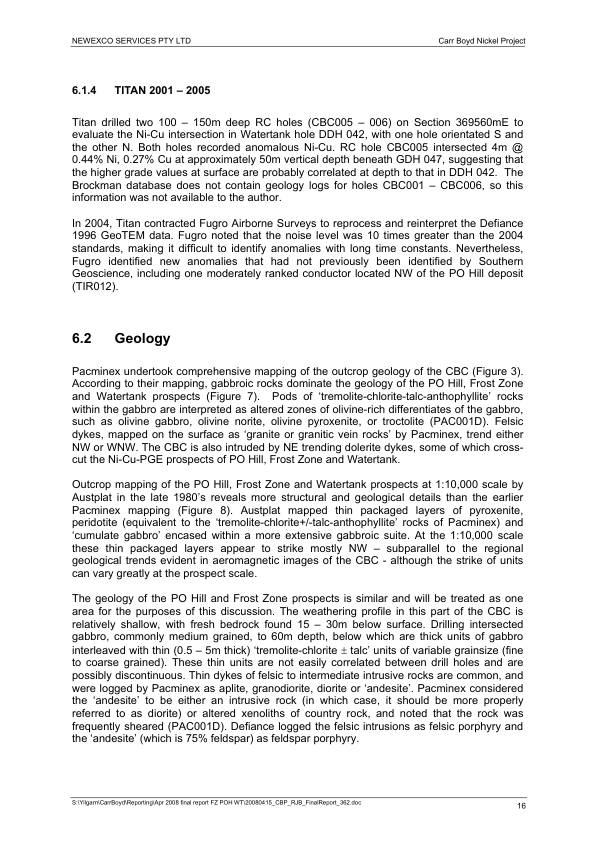 NEWEXCO SERVICES PTY LTD
Carr Boyd Nickel Project
6.1.4 TITAN 2001 – 2005
Titan drilled two 100 – 150m deep RC holes (CBC005 – 006) on Section 369560mE to
evaluate the Ni-Cu intersection in Watertank hole DDH 042, with one hole orientated S and
the other N. Both holes recorded anomalous Ni-Cu. RC hole CBC005 intersected 4m @
0.44% Ni, 0.27% Cu at approximately 50m vertical depth beneath GDH 047, suggesting that
the higher grade values at surface are probably correlated at depth to that in DDH 042. The
Brockman database does not contain geology logs for holes CBC001 – CBC006, so this
information was not available to the author.
In 2004, Titan contracted Fugro Airborne Surveys to reprocess and reinterpret the Defiance
1996 GeoTEM data. Fugro noted that the noise level was 10 times greater than the 2004
standards, making it difficult to identify anomalies with long time constants. Nevertheless,
Fugro identified new anomalies that had not previously been identified by Southern
Geoscience, including one moderately ranked conductor located NW of the PO Hill deposit
(TIR012).
6.2 Geology
Pacminex undertook comprehensive mapping of the outcrop geology of the CBC (Figure 3).
According to their mapping, gabbroic rocks dominate the geology of the PO Hill, Frost Zone
and Watertank prospects (Figure 7). Pods of ‘tremolite-chlorite-talc-anthophyllite’ rocks
within the gabbro are interpreted as altered zones of olivine-rich differentiates of the gabbro,
such as olivine gabbro, olivine norite, olivine pyroxenite, or troctolite (PAC001D). Felsic
dykes, mapped on the surface as ‘granite or granitic vein rocks’ by Pacminex, trend either
NW or WNW. The CBC is also intruded by NE trending dolerite dykes, some of which cross-
cut the Ni-Cu-PGE prospects of PO Hill, Frost Zone and Watertank.
Outcrop mapping of the PO Hill, Frost Zone and Watertank prospects at 1:10,000 scale by
Austplat in the late 1980’s reveals more structural and geological details than the earlier
Pacminex mapping (Figure 8). Austplat mapped thin packaged layers of pyroxenite,
peridotite (equivalent to the ‘tremolite-chlorite+/-talc-anthophyllite’ rocks of Pacminex) and
‘cumulate gabbro’ encased within a more extensive gabbroic suite. At the 1:10,000 scale
these thin packaged layers appear to strike mostly NW – subparallel to the regional
geological trends evident in aeromagnetic images of the CBC - although the strike of units
can vary greatly at the prospect scale.
The geology of the PO Hill and Frost Zone prospects is similar and will be treated as one
area for the purposes of this discussion. The weathering profile in this part of the CBC is
relatively shallow, with fresh bedrock found 15 – 30m below surface. Drilling intersected
gabbro, commonly medium grained, to 60m depth, below which are thick units of gabbro
interleaved with thin (0.5 – 5m thick) ‘tremolite-chlorite ± talc’ units of variable grainsize (fine
to coarse grained). These thin units are not easily correlated between drill holes and are
possibly discontinuous. Thin dykes of felsic to intermediate intrusive rocks are common, and
were logged by Pacminex as aplite, granodiorite, diorite or ‘andesite’. Pacminex considered
the ‘andesite’ to be either an intrusive rock (in which case, it should be more properly
referred to as diorite) or altered xenoliths of country rock, and noted that the rock was
frequently sheared (PAC001D). Defiance logged the felsic intrusions as felsic porphyry and
the ‘andesite’ (which is 75% feldspar) as feldspar porphyry.
S:\Yilgarn\CarrBoyd\Reporting\Apr 2008 final report FZ POH WT\20080415_CBP_RJB_FinalReport_362.doc
16